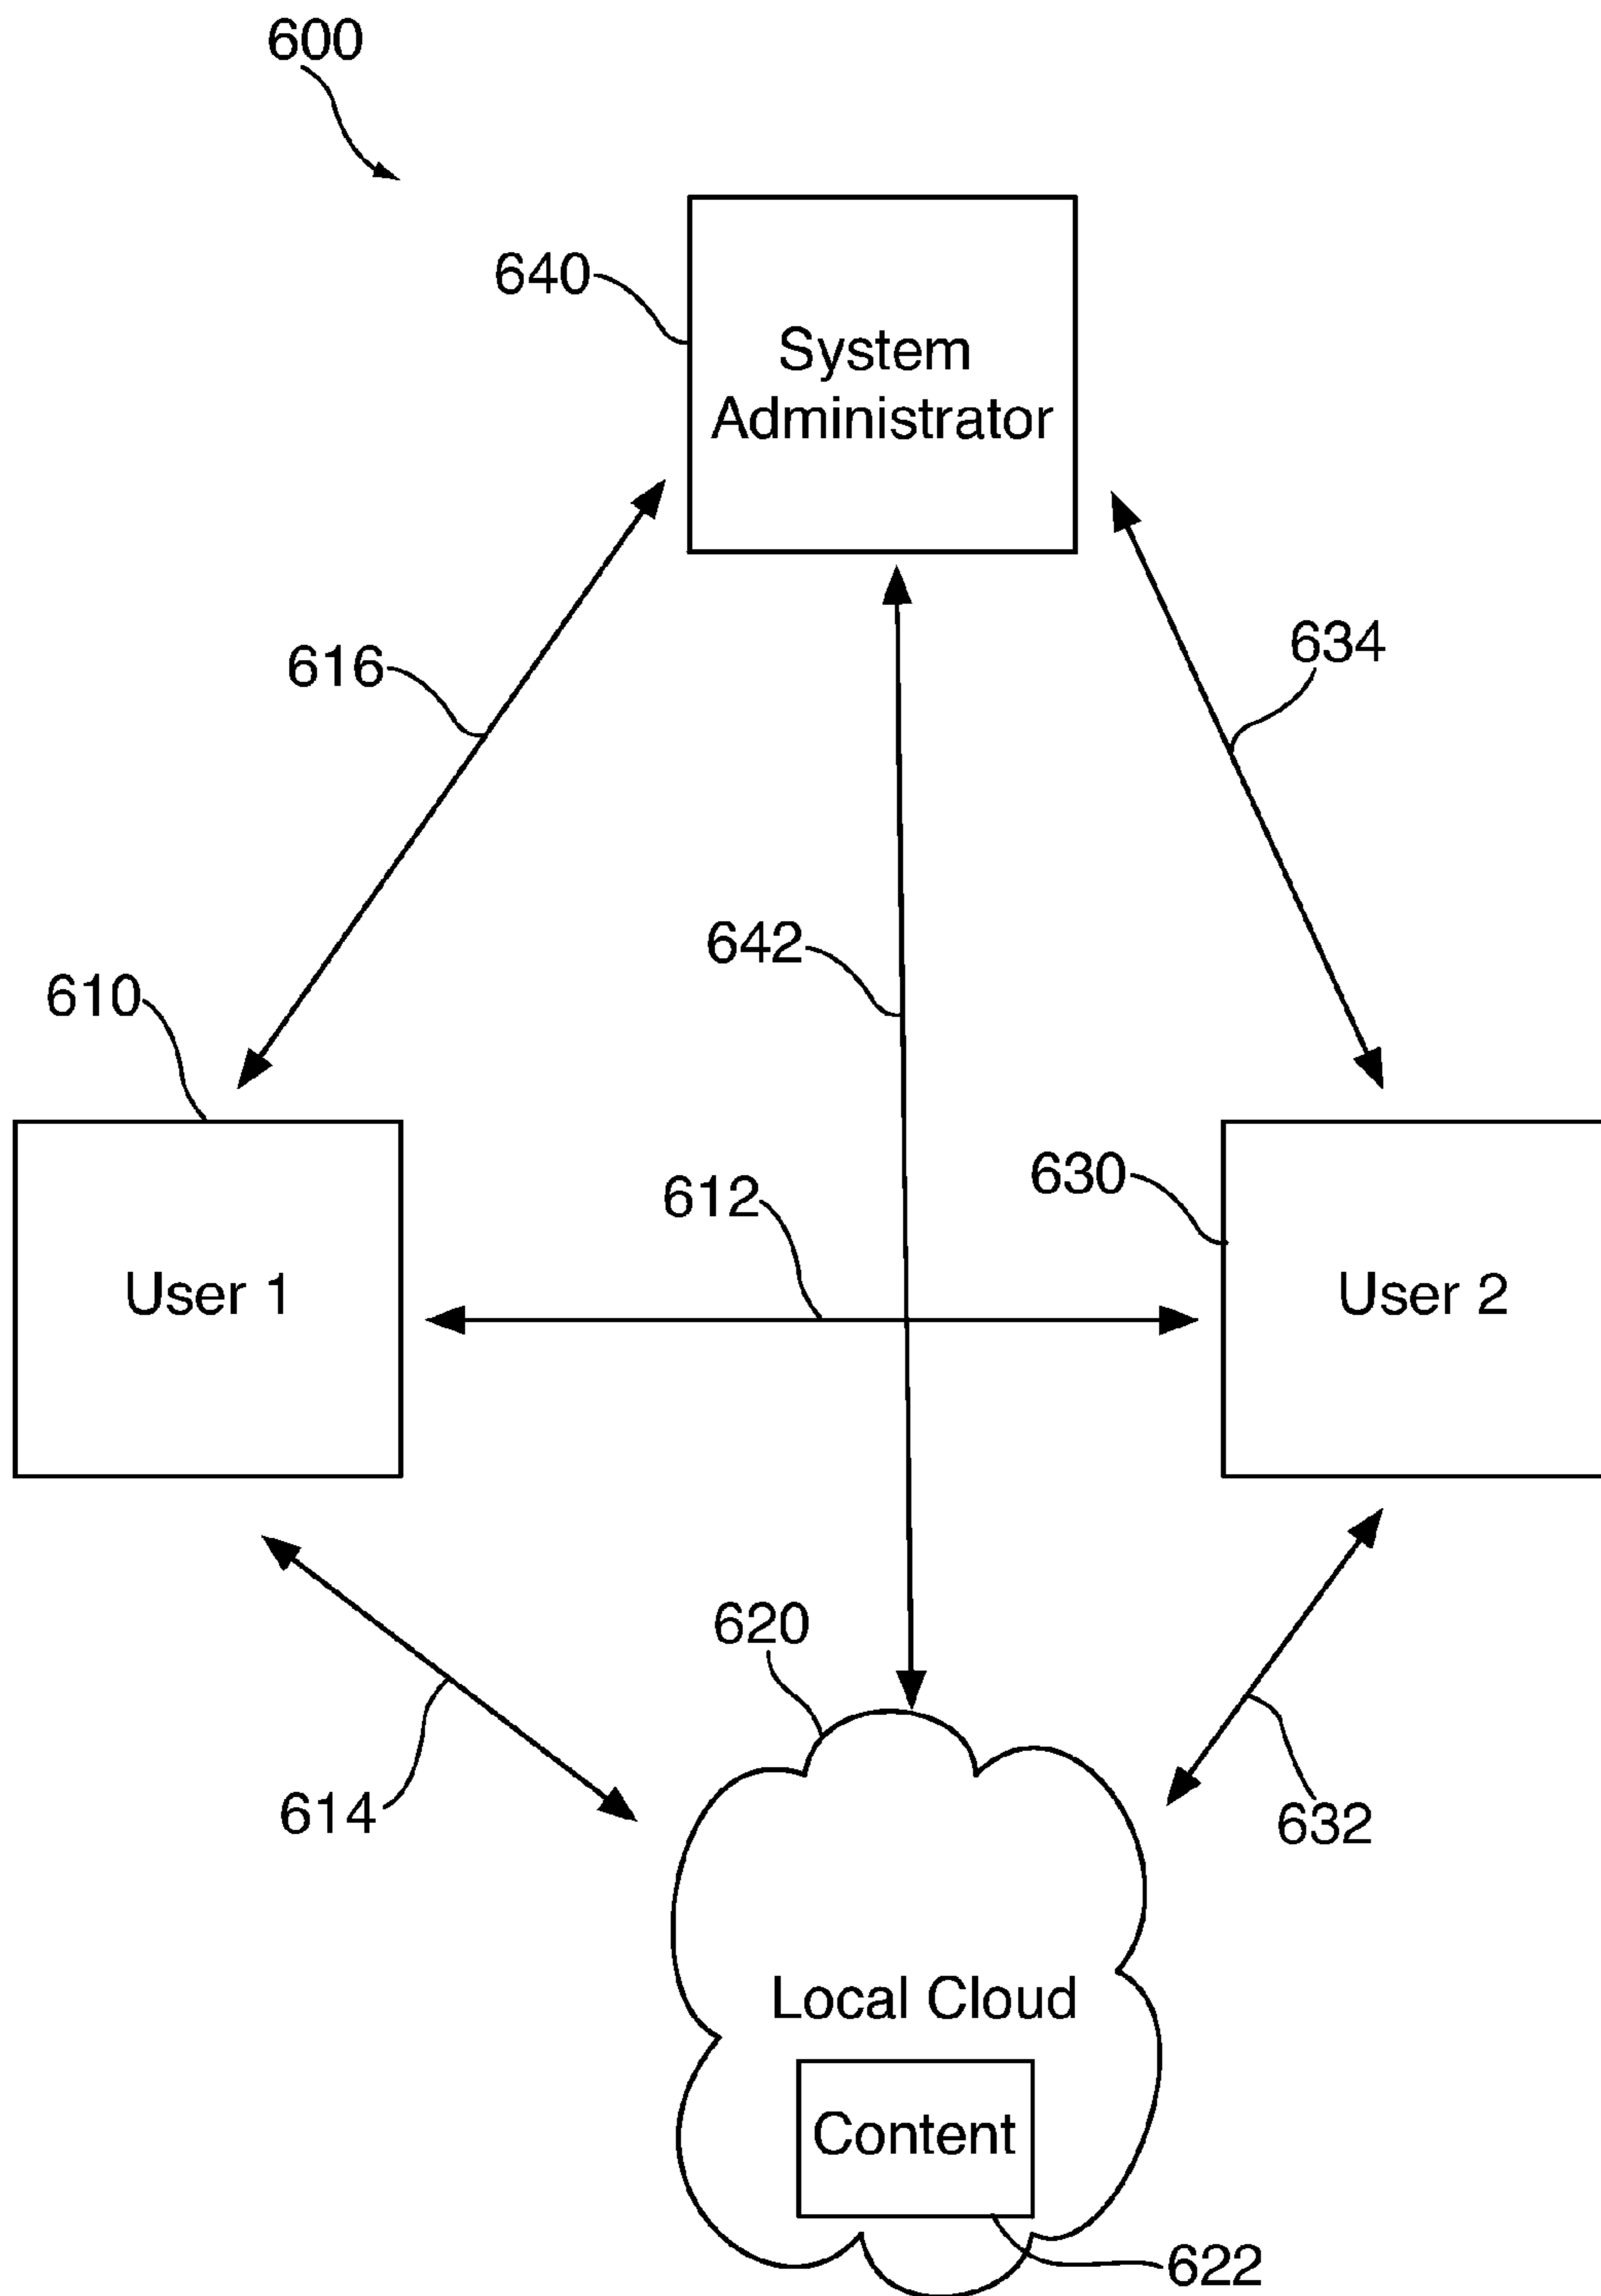 600
640
System
Administrator
616
634
642
610
630
612
User 1
User 2
620
614
632
Local Cloud
Content
622